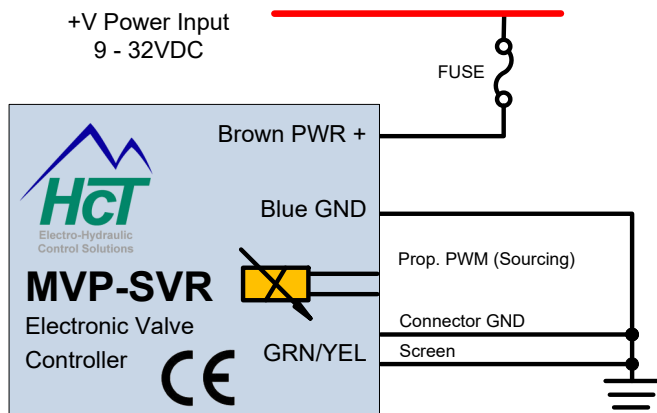 +V Power Input
9 - 32VDC
FUSE
Brown PWR +
HCT
Electro-Hydraulic
Control Solutions
Blue GND
Prop. PWM (Sourcing)
MVP-SVR
Electronic Valve
Controller
CE
GRN/YEL
Connector GND
Screen